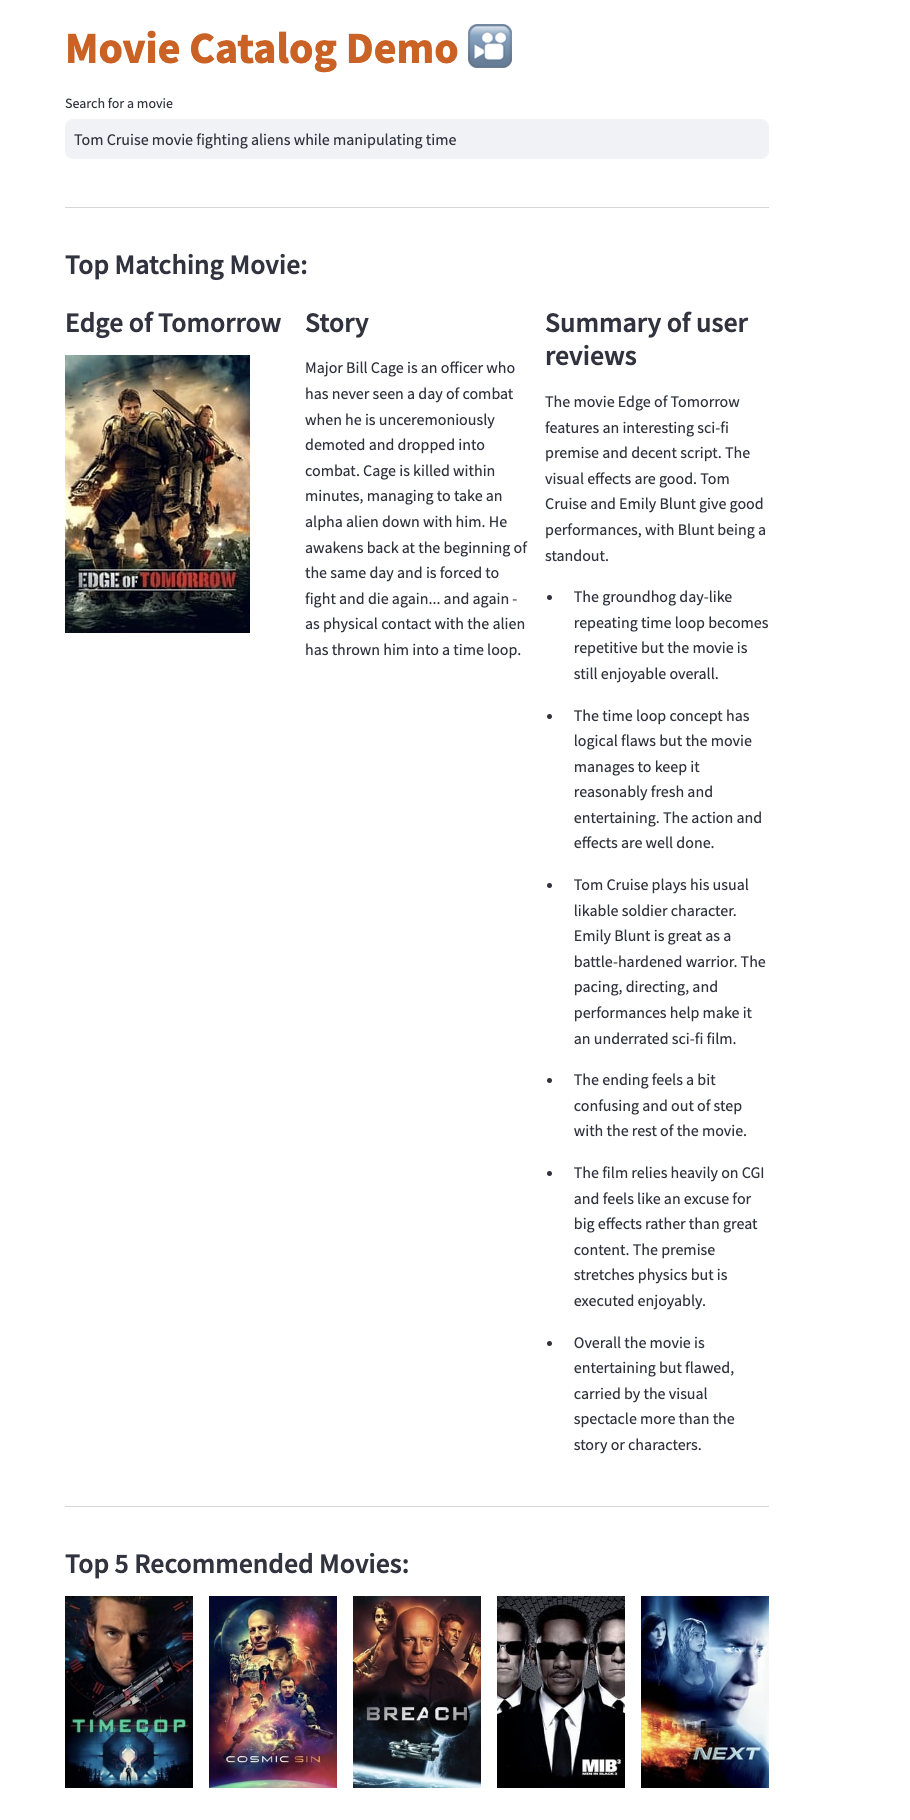 Movie Catalog Demo
Search for a movie
Tom Cruise movie fighting aliens while manipulating time
Top Matching Movie:
Edge of Tomorrow
EDGE OF TOMORROW
Story
Major Bill Cage is an officer who
has never seen a day of combat
when he is unceremoniously
demoted and dropped into
combat. Cage is killed within
minutes, managing to take an
alpha alien down with him. He
awakens back at the beginning of
the same day and is forced to
fight and die again... and again -
as physical contact with the alien
has thrown him into a time loop.
Summary of user
reviews
The movie Edge of Tomorrow
features an interesting sci-fi
premise and decent script. The
visual effects are good. Tom
Cruise and Emily Blunt give good
performances, with Blunt being a
standout.
• The groundhog day-like
repeating time loop becomes
repetitive but the movie is
still enjoyable overall.
• The time loop concept has
logical flaws but the movie
manages to keep it
reasonably fresh and
entertaining. The action and
effects are well done.
• Tom Cruise plays his usual
likable soldier character.
Emily Blunt is great as a
battle-hardened warrior. The
pacing, directing, and
performances help make it
an underrated sci-fi film.
• The ending feels a bit
confusing and out of step
with the rest of the movie.
• The film relies heavily on CGI
and feels like an excuse for
big effects rather than great
content. The premise
stretches physics but is
executed enjoyably.
• Overall the movie is
entertaining but flawed,
carried by the visual
spectacle more than the
story or characters.
Top 5 Recommended Movies:
TIMECOP
COSMIC SIN
BREACH
MIB³
MEN IN BLACK 3
NEXT